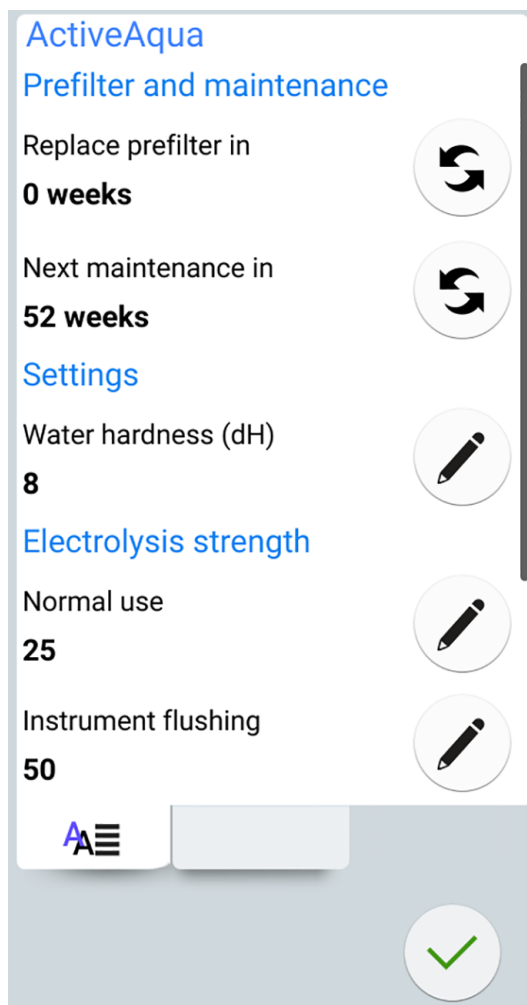 ActiveAqua
Prefilter and maintenance
Replace prefilter in
0 weeks
Next maintenance in
52 weeks
Settings
Water hardness (dH)
8
Electrolysis strength
Normal use
25
Instrument flushing
50
AA